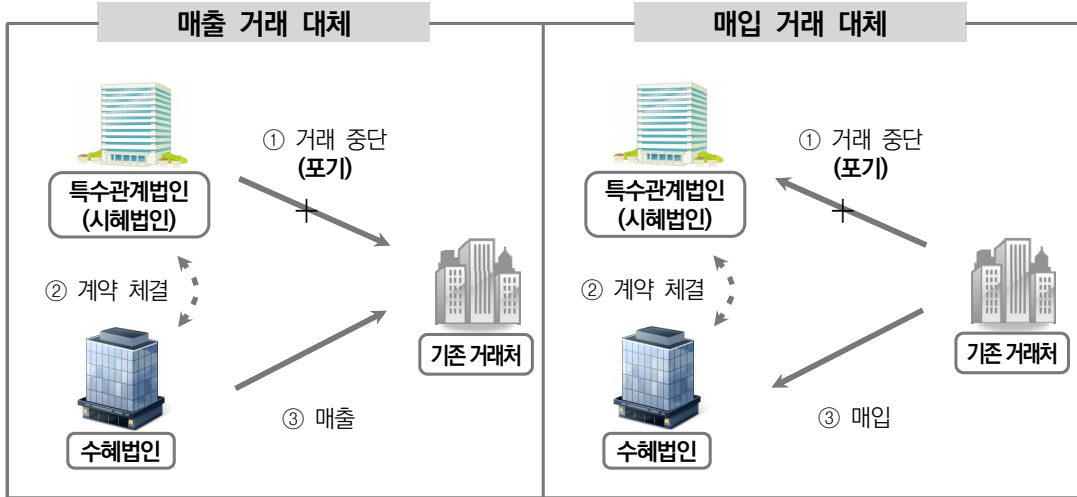 매출 거래 대체
① 거래 중단
(포기)
특수관계법인
(시혜법인)
② 계약 체결
기존 거래처
③ 매출
수혜법인
매입 거래 대체
① 거래 중단
(포기)
특수관계법인
(시혜법인)
② 계약 체결
기존 거래처
③ 매입
수혜법인